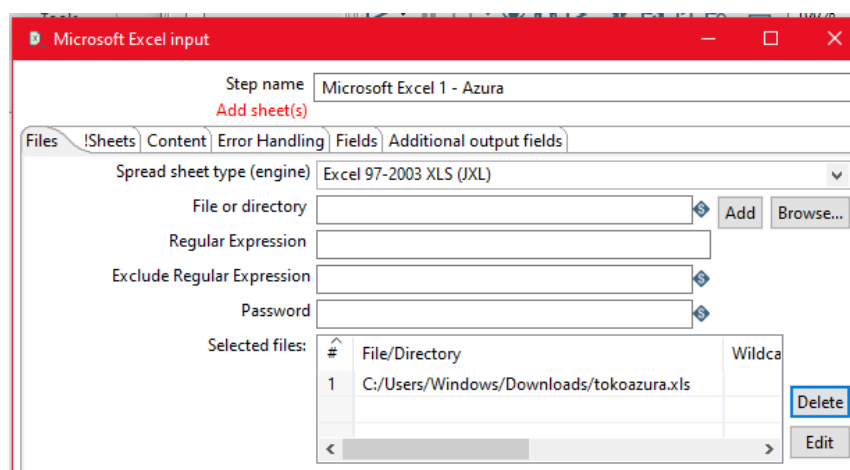 Microsoft Excel input
Step name Microsoft Excel 1 - Azura
Add sheet(s)
Files !Sheets Content Error Handling Fields Additional output fields
Spread sheet type (engine) Excel 97-2003 XLS (JXL)
File or directory Add Browse...
Regular Expression
Exclude Regular Expression
Password
Selected files: # File/Directory Wildca
1 C:/Users/Windows/Downloads/tokoazura.xls
Delete
Edit